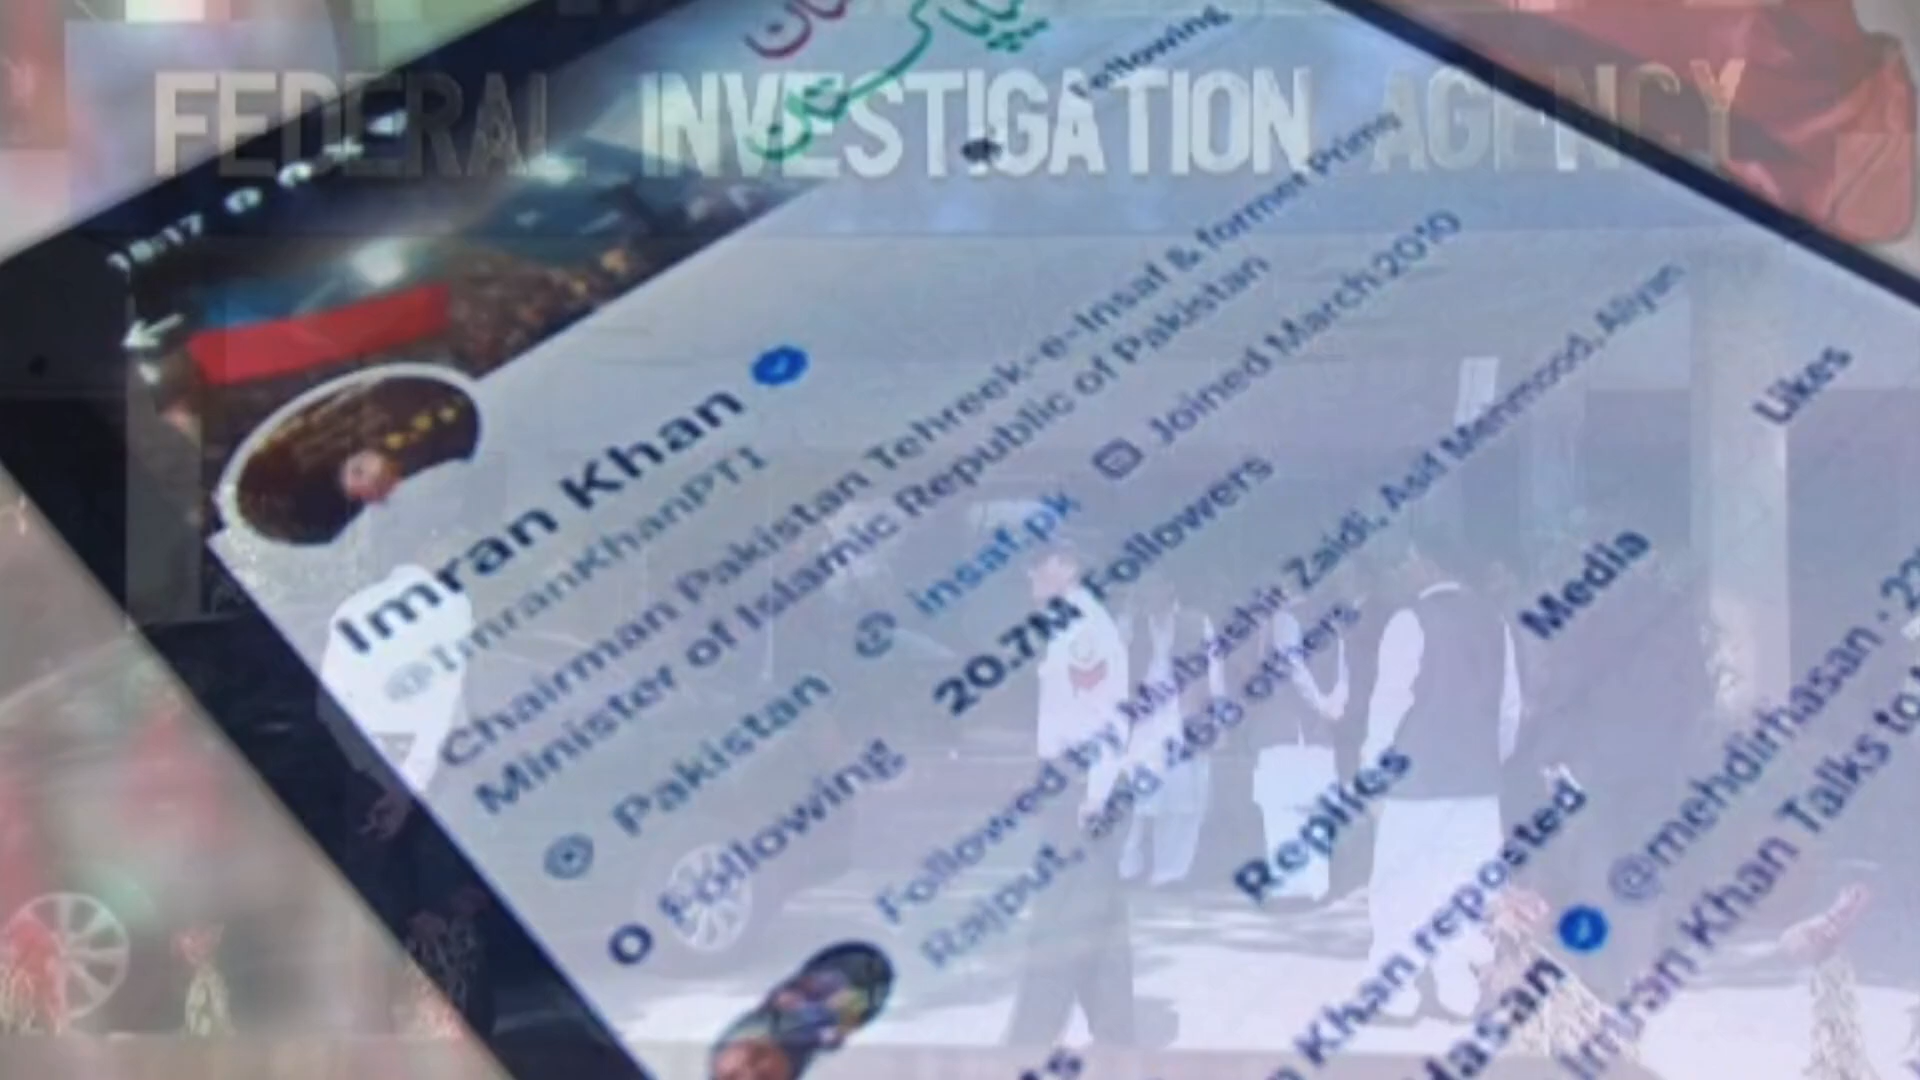 FEDERAL INVESTIGATION AGENCY
18:17
Following
Imran Khan
@ImranKhanPTI
Chairman Pakistan Tehreek-e-Insaf & former Prime
Minister of Islamic Republic of Pakistan
Pakistan insaf.pk Joined March 2010
0 Following 20.7M Followers
Followed by Mubashir Zaidi, Asif Mehmood, Aliyan
Rajput, and 468 others
Replies Media Likes
Khan reposted
Hasan @mehdirhasan · 22
Imran Khan Talks to